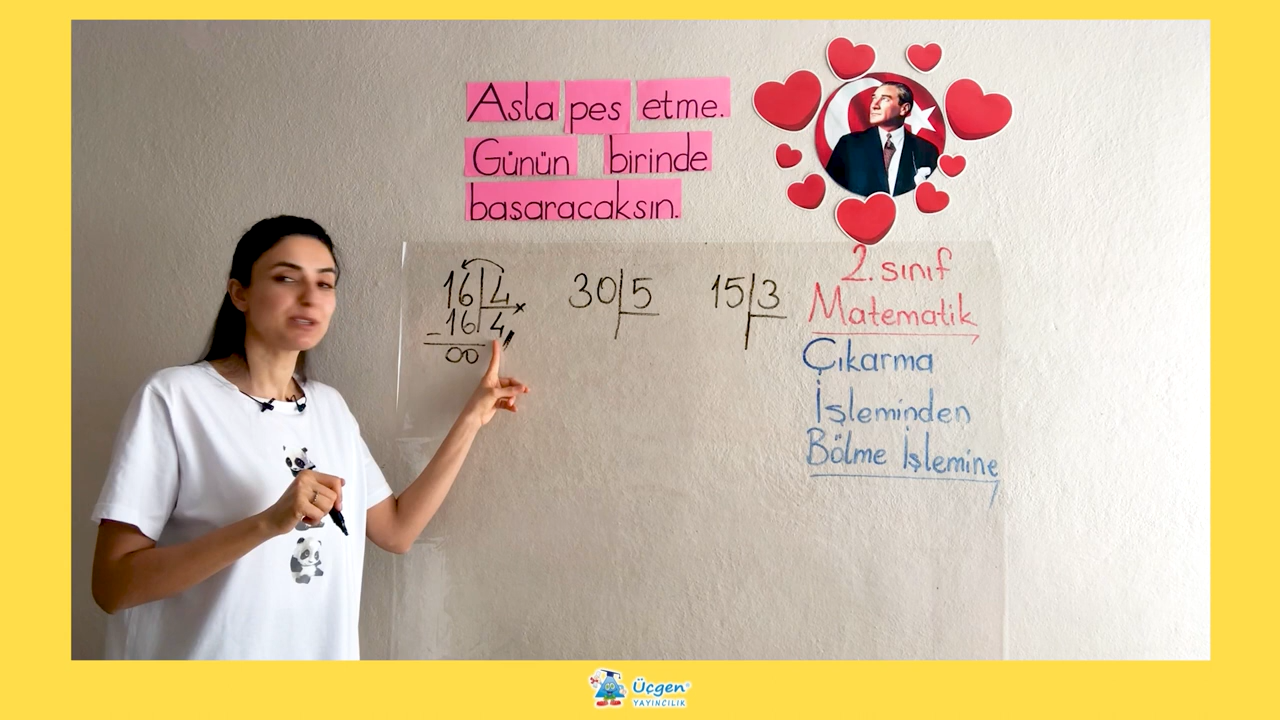 Asla pes etme.
Günün birinde
başaracaksın.
16 4
16 4
00
30 5
15 3
2. sınıf
Matematik
Çıkarma
İşleminden
Bölme İşlemine
Üçgen
YAYINCILIK